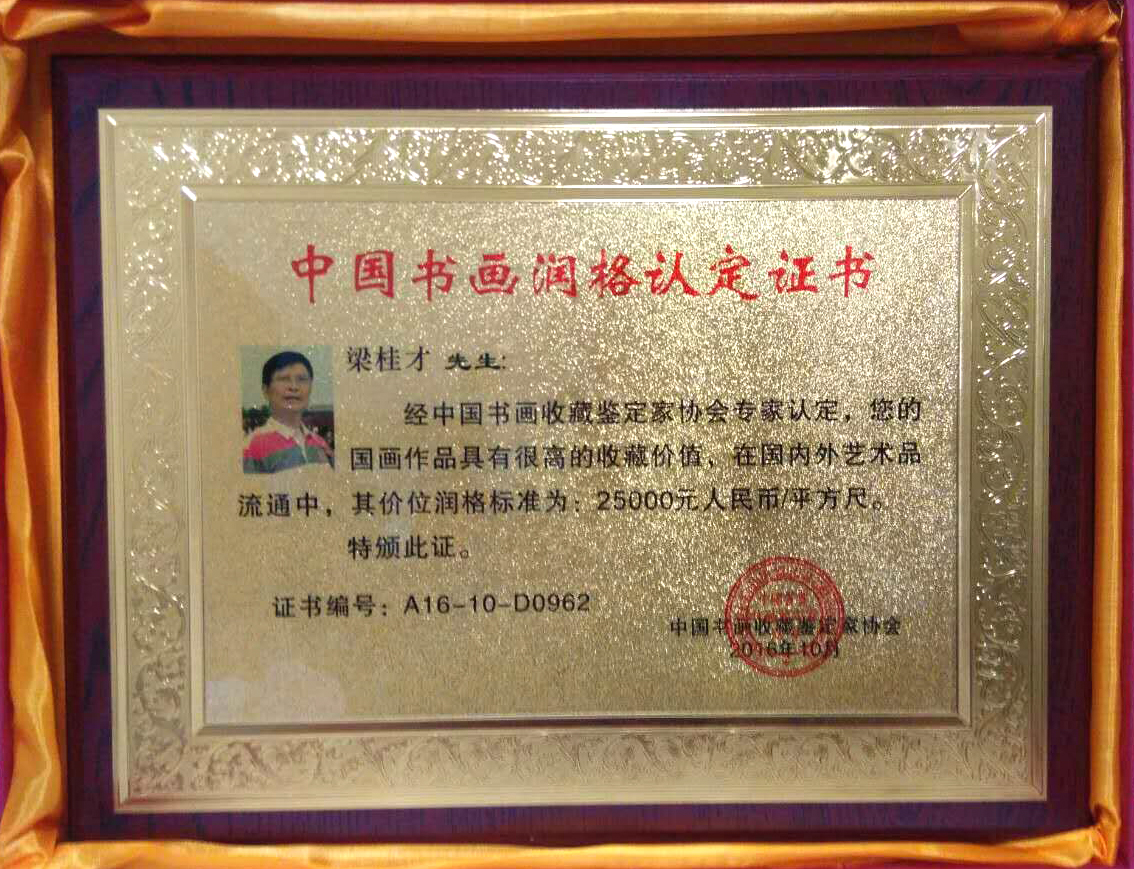 中国书画润格认定证书
梁桂才 先生:
经中国书画收藏鉴定家协会专家认定，您的
国画作品具有很高的收藏价值，在国内外艺术品
流通中，其价位润格标准为：25000元人民币/平方尺。
特颁此证。
证书编号：A16-10-D0962
中国书画收藏鉴定家协会
2016年10月